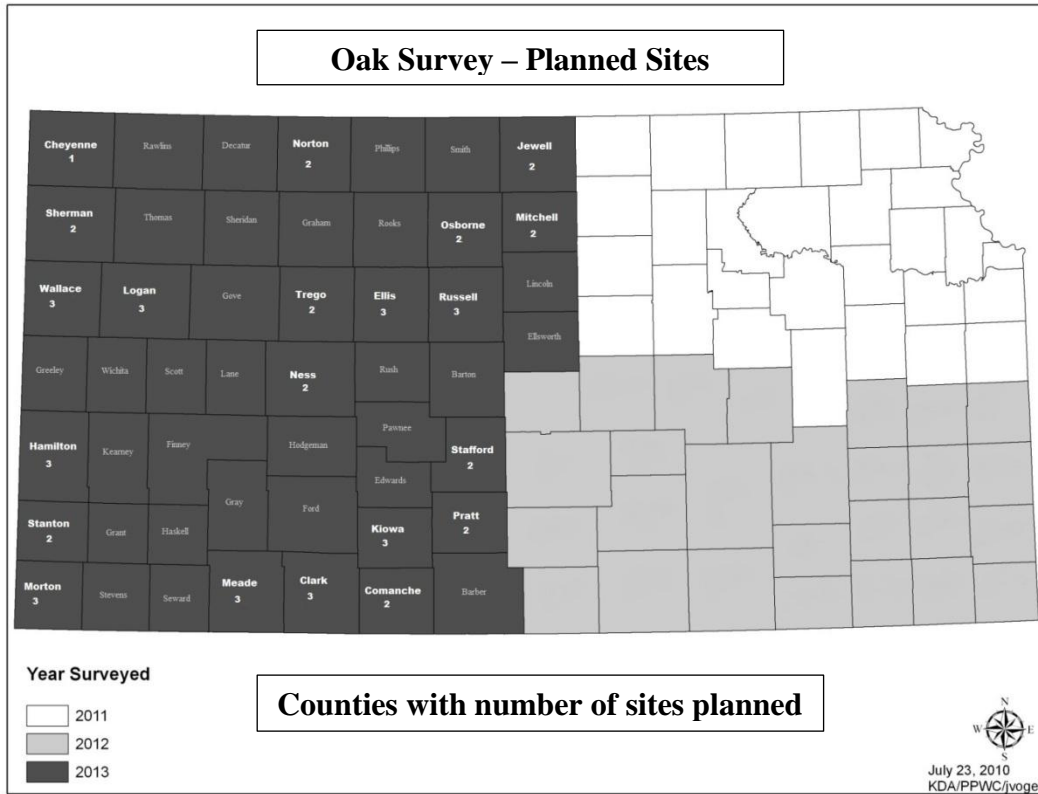 Oak Survey – Planned Sites
Cheyenne
1
Rawlins
Decatur
Norton
2
Phillips
Smith
Jewell
2
Sherman
2
Thomas
Sheridan
Graham
Rooks
Osborne
2
Mitchell
2
Wallace
3
Logan
3
Gove
Trego
2
Ellis
3
Russell
3
Lincoln
Ellsworth
Greeley
Wichita
Scott
Lane
Ness
2
Rush
Barton
Hamilton
3
Kearney
Finney
Hodgeman
Pawnee
Stafford
2
Edwards
Gray
Ford
Stanton
2
Grant
Haskell
Kiowa
3
Pratt
2
Morton
3
Stevens
Seward
Meade
3
Clark
3
Comanche
2
Barber
Year Surveyed
2011
2012
2013
Counties with number of sites planned
N
W
E
S
July 23, 2010
KDA/PPWC/jvoge